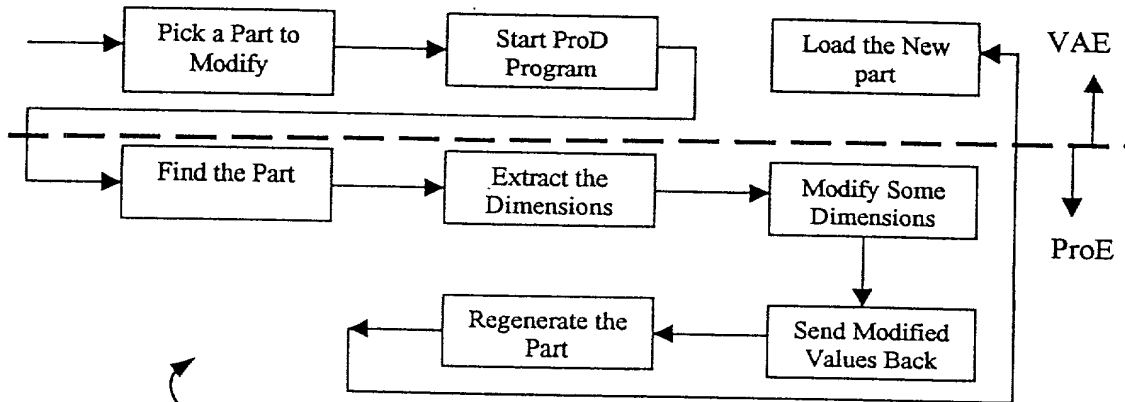 Pick a Part to
Modify
Start ProD
Program
Load the New
part
VAE
Find the Part
Extract the
Dimensions
Modify Some
Dimensions
ProE
Regenerate the
Part
Send Modified
Values Back